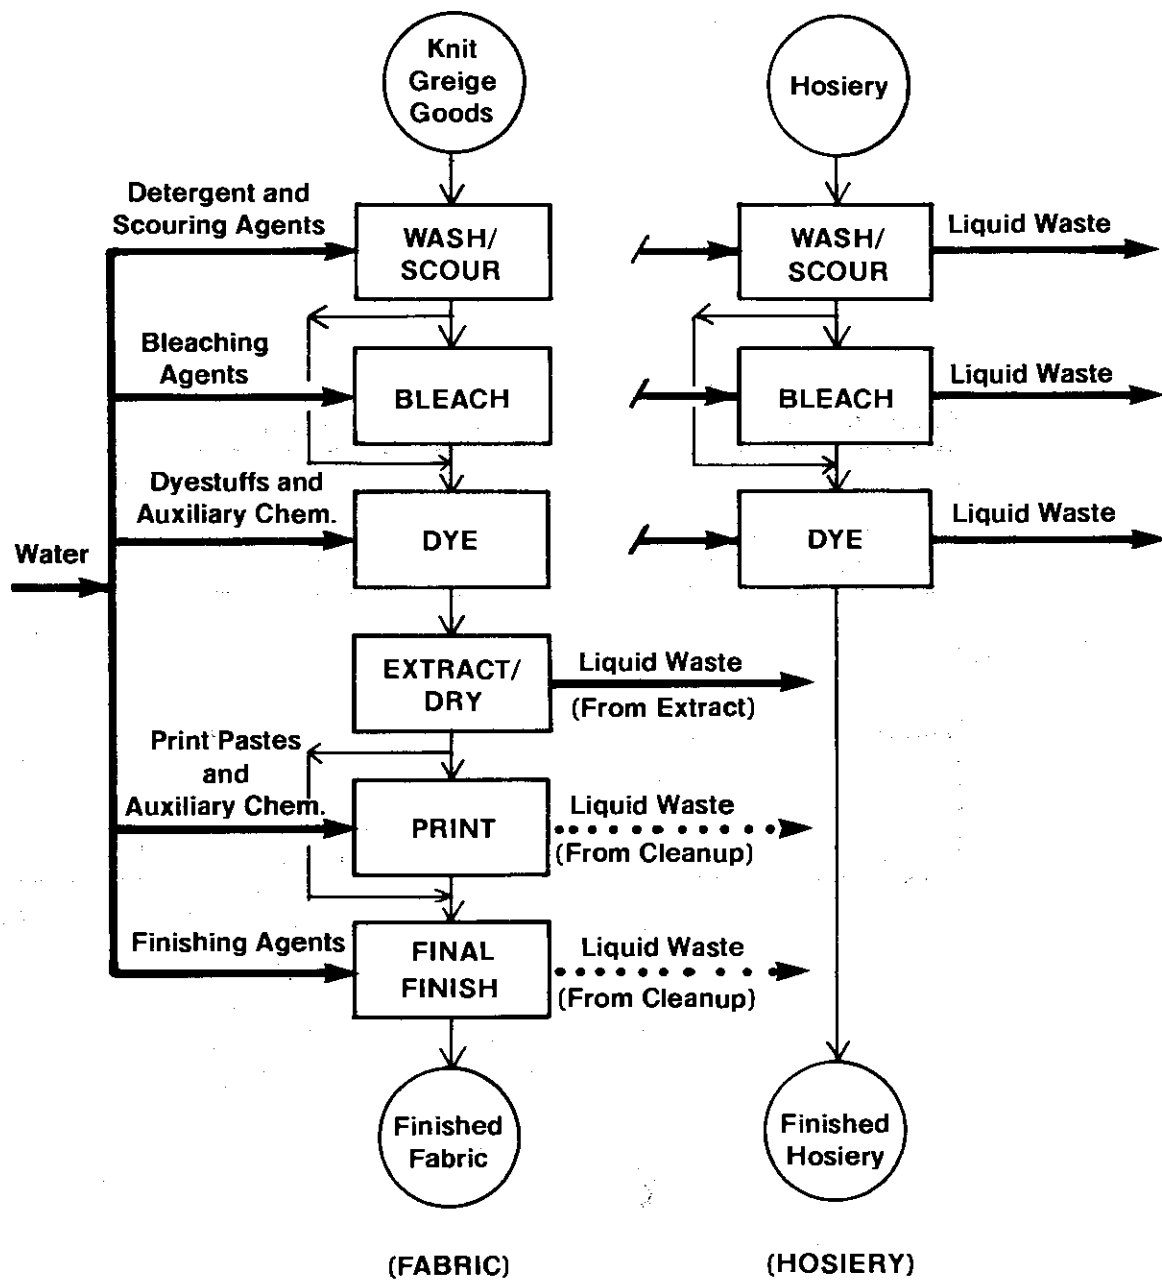 Knit
Greige
Goods
Hosiery
Detergent and
Scouring Agents
WASH/
SCOUR
WASH/
SCOUR
Liquid Waste
Bleaching
Agents
BLEACH
BLEACH
Liquid Waste
Dyestuffs and
Auxiliary Chem.
DYE
DYE
Liquid Waste
Water
EXTRACT/
DRY
Liquid Waste
(From Extract)
Print Pastes
and
Auxiliary Chem.
PRINT
Liquid Waste
(From Cleanup)
Finishing Agents
FINAL
FINISH
Liquid Waste
(From Cleanup)
Finished
Fabric
Finished
Hosiery
(FABRIC)
(HOSIERY)